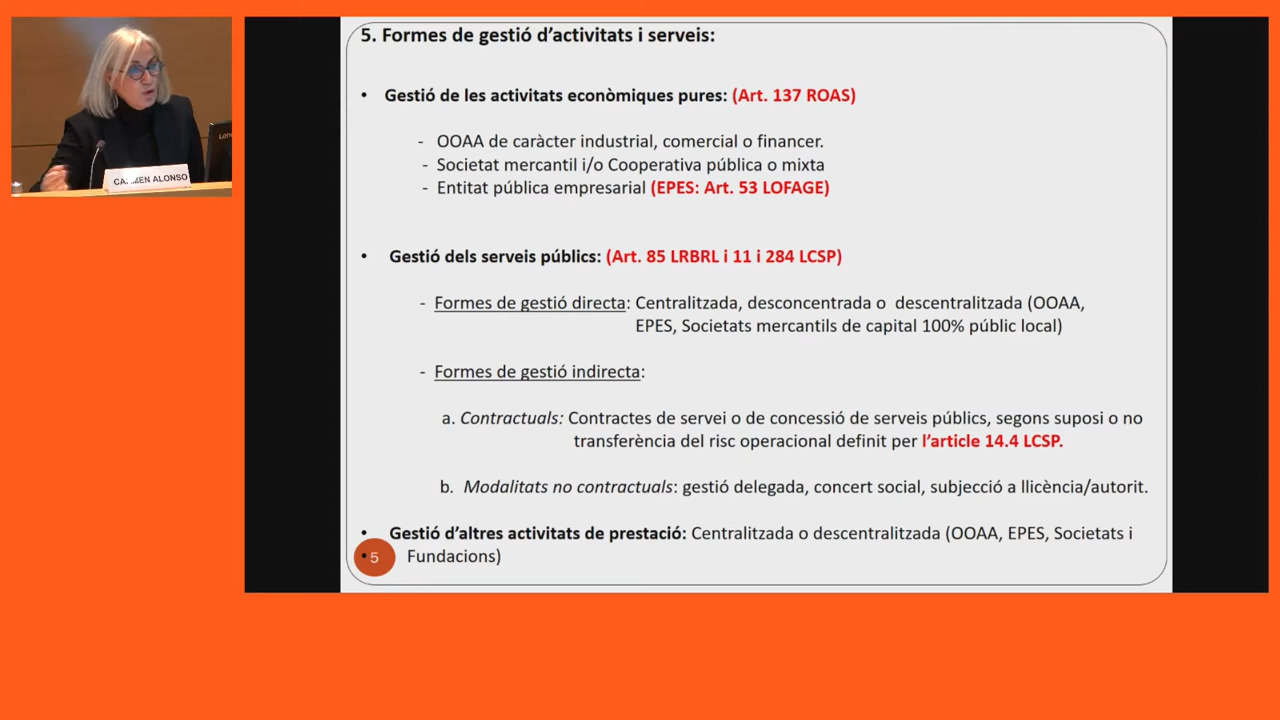 5. Formes de gestió d'activitats i serveis:
• Gestió de les activitats econòmiques pures: (Art. 137 ROAS)
- OOAA de caràcter industrial, comercial o financer.
- Societat mercantil i/o Cooperativa pública o mixta
- Entitat pública empresarial (EPES: Art. 53 LOFAGE)
• Gestió dels serveis públics: (Art. 85 LRBRL i 11 i 284 LCSP)
- Formes de gestió directa: Centralitzada, desconcentrada o descentralitzada (OOAA,
EPES, Societats mercantils de capital 100% públic local)
- Formes de gestió indirecta:
a. Contractuals: Contractes de servei o de concessió de serveis públics, segons suposi o no
transferència del risc operacional definit per l'article 14.4 LCSP.
b. Modalitats no contractuals: gestió delegada, concert social, subjecció a llicència/autorit.
• Gestió d'altres activitats de prestació: Centralitzada o descentralitzada (OOAA, EPES, Societats i
• Fundacions)
5
ALONSO